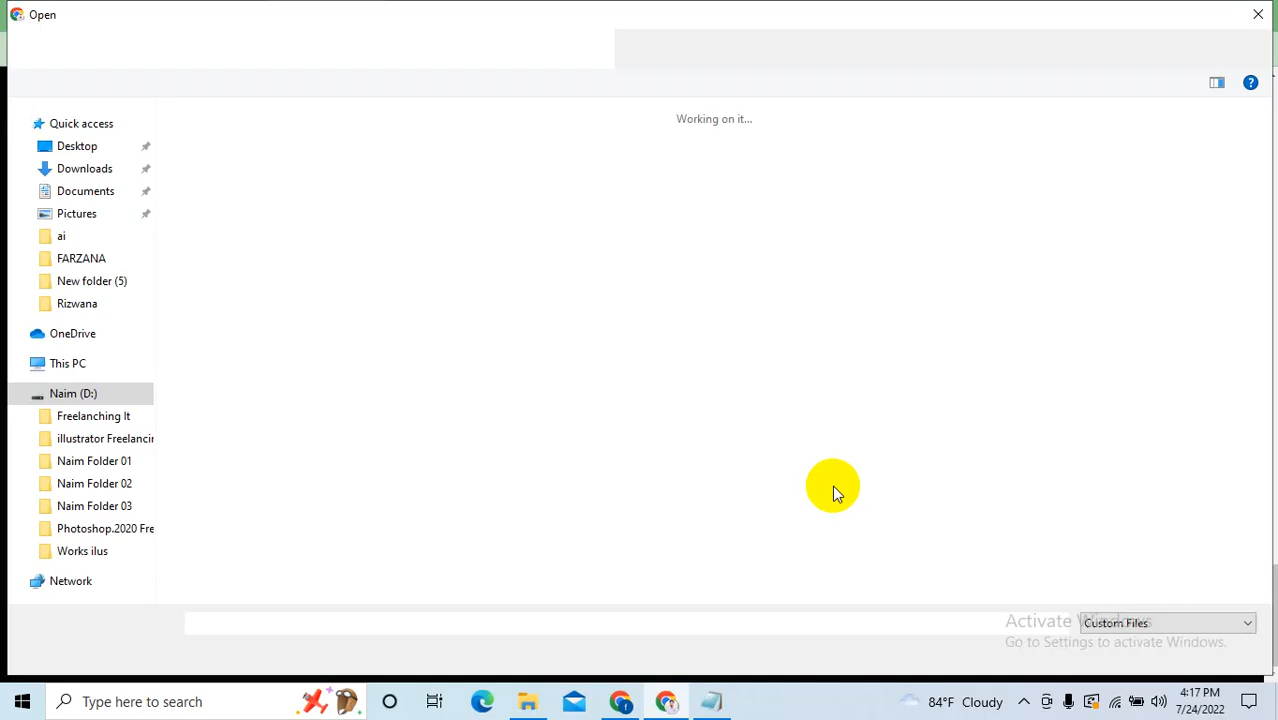 Open
Working on it...
Quick access
Desktop
Downloads
Documents
Pictures
ai
FARZANA
New folder (5)
Rizwana
OneDrive
This PC
Naim (D:)
Freelanching It
illustrator Freelancin
Naim Folder 01
Naim Folder 02
Naim Folder 03
Photoshop.2020 Fre
Works ilus
Network
Custom Files
Activate Windows
Go to Settings to activate Windows.
Type here to search
84°F Cloudy
4:17 PM
7/24/2022